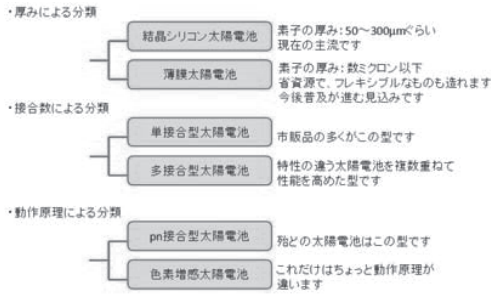 ・厚みによる分類
結晶シリコン太陽電池
素子の厚み：50～300μmぐらい
現在の主流です
薄膜太陽電池
素子の厚み：数ミクロン以下
省資源で、フレキシブルなものも造れます
今後普及が進む見込みです
・接合数による分類
単接合型太陽電池
市販品の多くがこの型です
多接合型太陽電池
特性の違う太陽電池を複数重ねて
性能を高めた型です
・動作原理による分類
pn接合型太陽電池
殆どの太陽電池はこの型です
色素増感太陽電池
これだけはちょっと動作原理が
違います